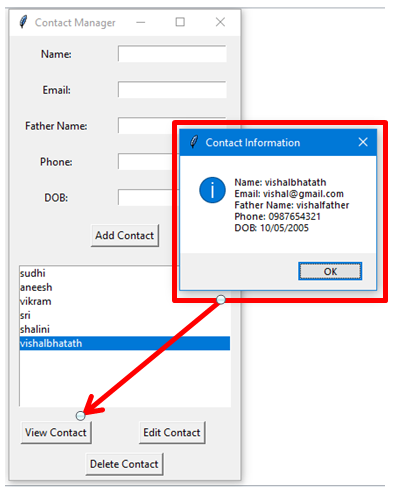 Contact Manager
Name:
Email:
Father Name:
Phone:
DOB:
Add Contact
sudhi
aneesh
vikram
sri
shalini
vishalbhatath
View Contact
Edit Contact
Delete Contact
Contact Information
Name: vishalbhatath
Email: vishal@gmail.com
Father Name: vishalfather
Phone: 0987654321
DOB: 10/05/2005
OK